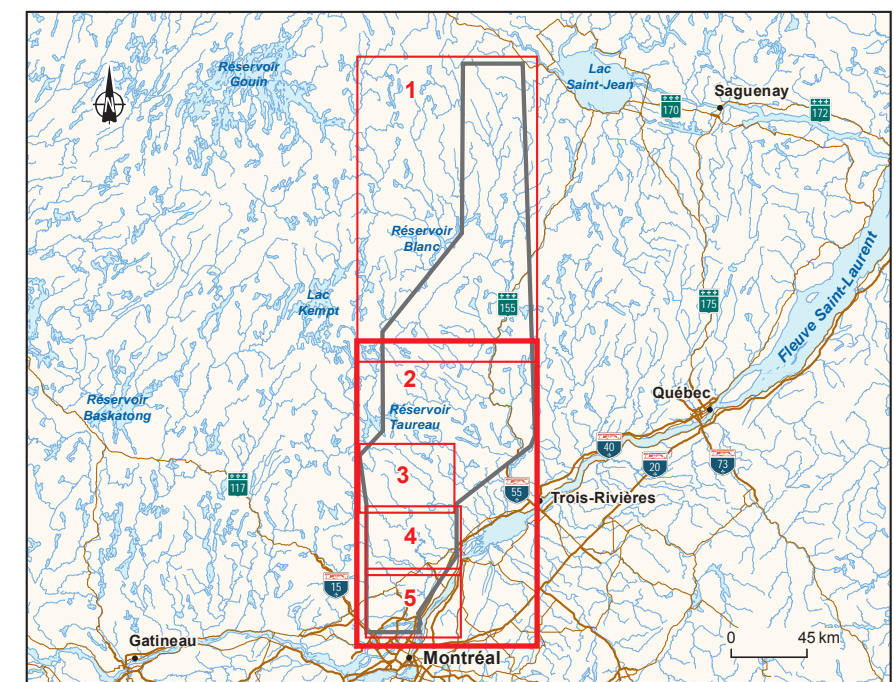 Réservoir
Gouin
N
1
Lac
Saint-Jean
170
Saguenay
172
Réservoir
Blanc
Lac
Kempt
155
175
Fleuve Saint-Laurent
2
Réservoir
Baskatong
Réservoir
Taureau
Québec
40
20
73
3
117
55
Trois-Rivières
4
15
5
Gatineau
Montréal
0 45 km